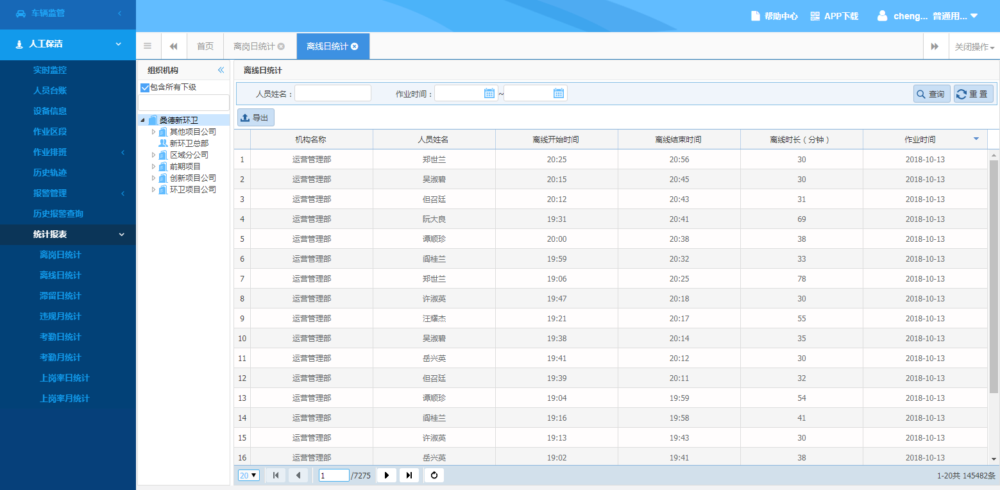 车辆监管
帮助中心 APP下载 cheng... 普通用...
人工保洁
首页 离岗日统计 离线日统计 关闭操作
实时监控
人员台账
设备信息
作业区段
作业排班
历史轨迹
报警管理
历史报警查询
统计报表
离岗日统计
离线日统计
滞留日统计
违规月统计
考勤日统计
考勤月统计
上岗率日统计
上岗率月统计
组织机构
包含所有下级
桑德新环卫
其他项目公司
新环卫总部
区域分公司
前期项目
创新项目公司
环卫项目公司
离线日统计
人员姓名： 作业时间： ~ 查询 重 置
导出
机构名称 人员姓名 离线开始时间 离线结束时间 离线时长（分钟） 作业时间
1 运营管理部 郑世兰 20:25 20:56 30 2018-10-13
2 运营管理部 吴淑碧 20:15 20:45 30 2018-10-13
3 运营管理部 但召廷 20:12 20:43 31 2018-10-13
4 运营管理部 阮大良 19:31 20:41 69 2018-10-13
5 运营管理部 谭顺珍 20:00 20:38 38 2018-10-13
6 运营管理部 阎桂兰 19:59 20:32 33 2018-10-13
7 运营管理部 郑世兰 19:06 20:25 78 2018-10-13
8 运营管理部 许淑英 19:47 20:18 30 2018-10-13
9 运营管理部 汪耀杰 19:21 20:17 55 2018-10-13
10 运营管理部 吴淑碧 19:38 20:14 35 2018-10-13
11 运营管理部 岳兴英 19:41 20:12 30 2018-10-13
12 运营管理部 但召廷 19:39 20:11 32 2018-10-13
13 运营管理部 谭顺珍 19:04 19:59 54 2018-10-13
14 运营管理部 阎桂兰 19:16 19:58 41 2018-10-13
15 运营管理部 许淑英 19:13 19:43 30 2018-10-13
16 运营管理部 岳兴英 19:02 19:41 38 2018-10-13
20 1 /7275 1-20共 145482条